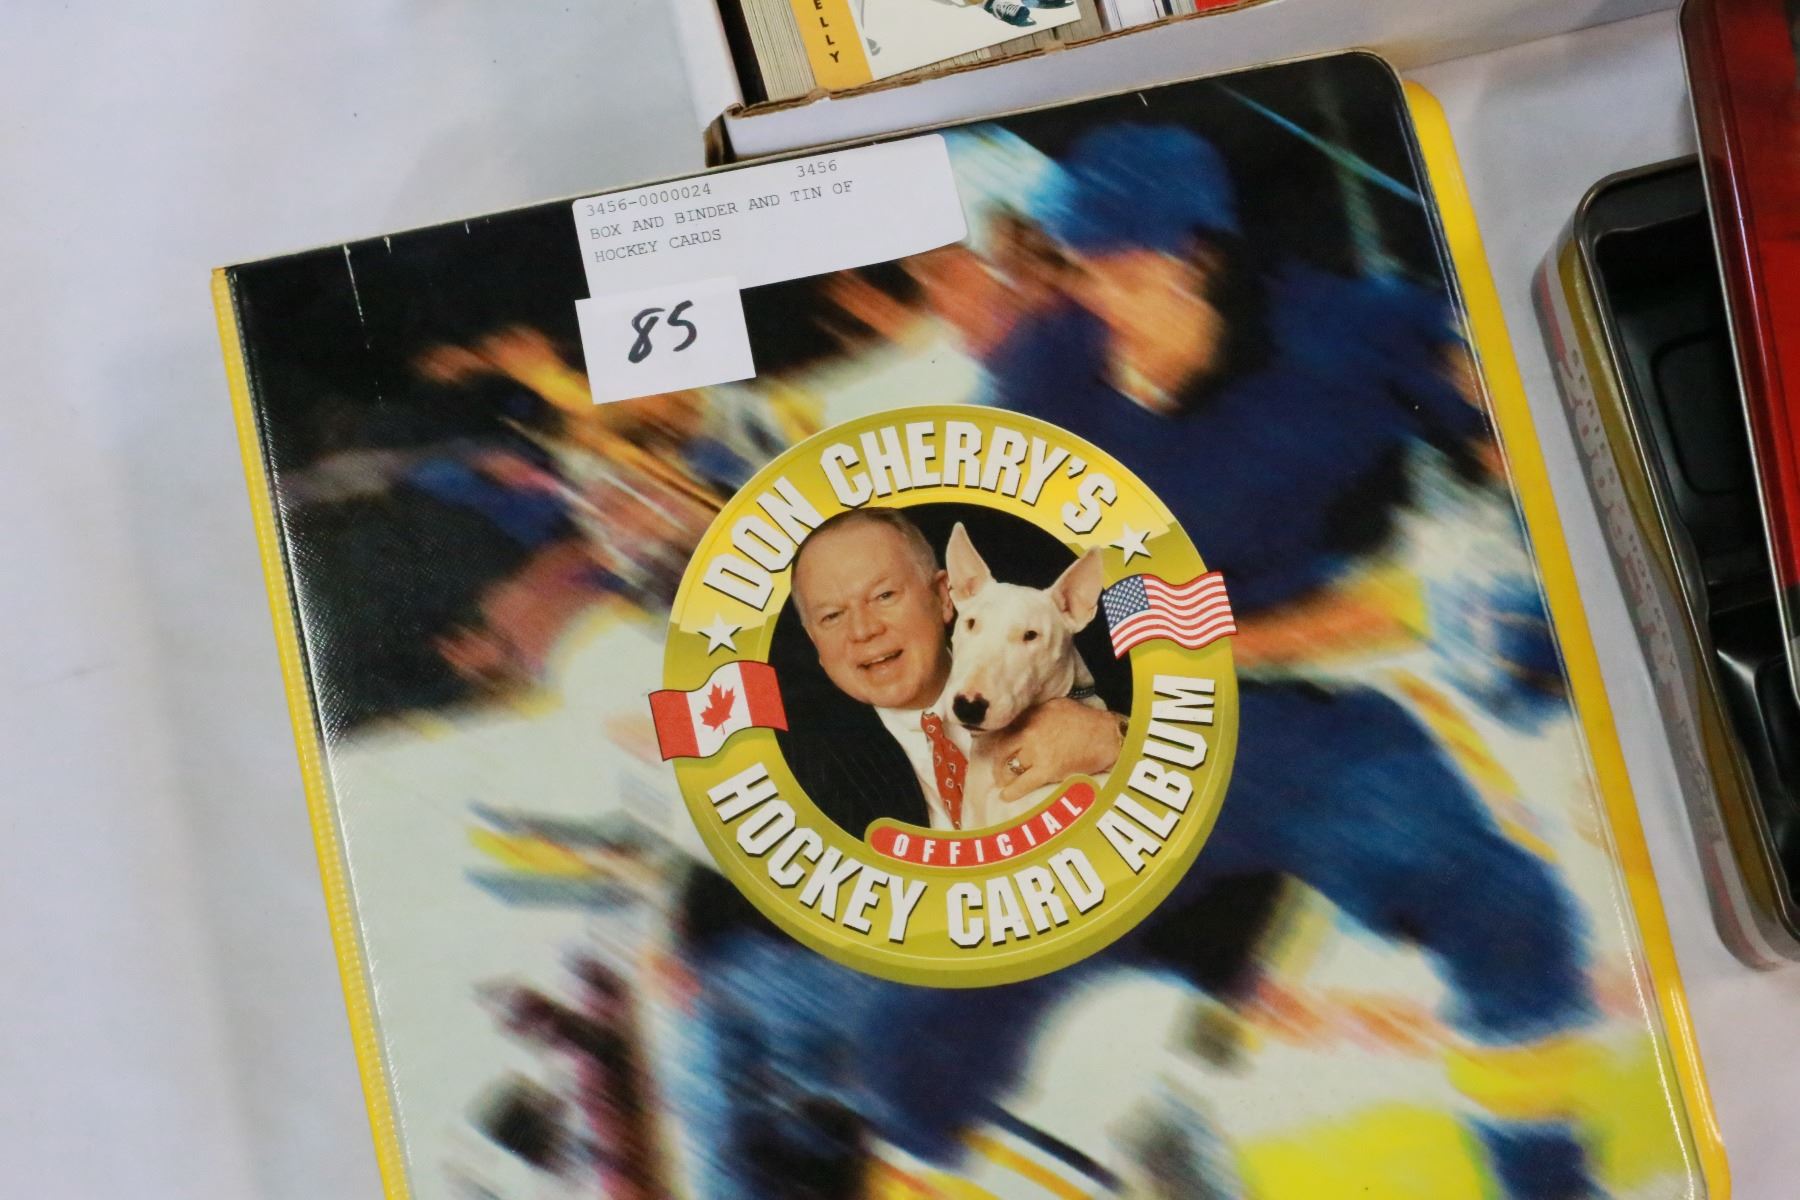 ELLY
3456-0000024 3456
BOX AND BINDER AND TIN OF
HOCKEY CARDS
85
DON CHERRY'S
OFFICIAL
HOCKEY CARD ALBUM